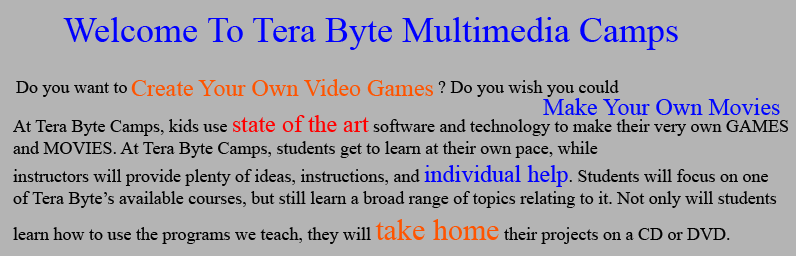 Welcome To Tera Byte Multimedia Camps
Do you want to Create Your Own Video Games ? Do you wish you could
Make Your Own Movies
At Tera Byte Camps, kids use state of the art software and technology to make their very own GAMES
and MOVIES. At Tera Byte Camps, students get to learn at their own pace, while
instructors will provide plenty of ideas, instructions, and individual help. Students will focus on one
of Tera Byte’s available courses, but still learn a broad range of topics relating to it. Not only will students
learn how to use the programs we teach, they will take home their projects on a CD or DVD.